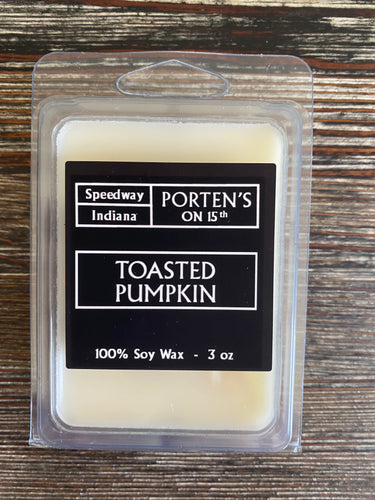 Speedway
Indiana
PORTEN'S
ON 15th
TOASTED
PUMPKIN
100% Soy Wax - 3 oz